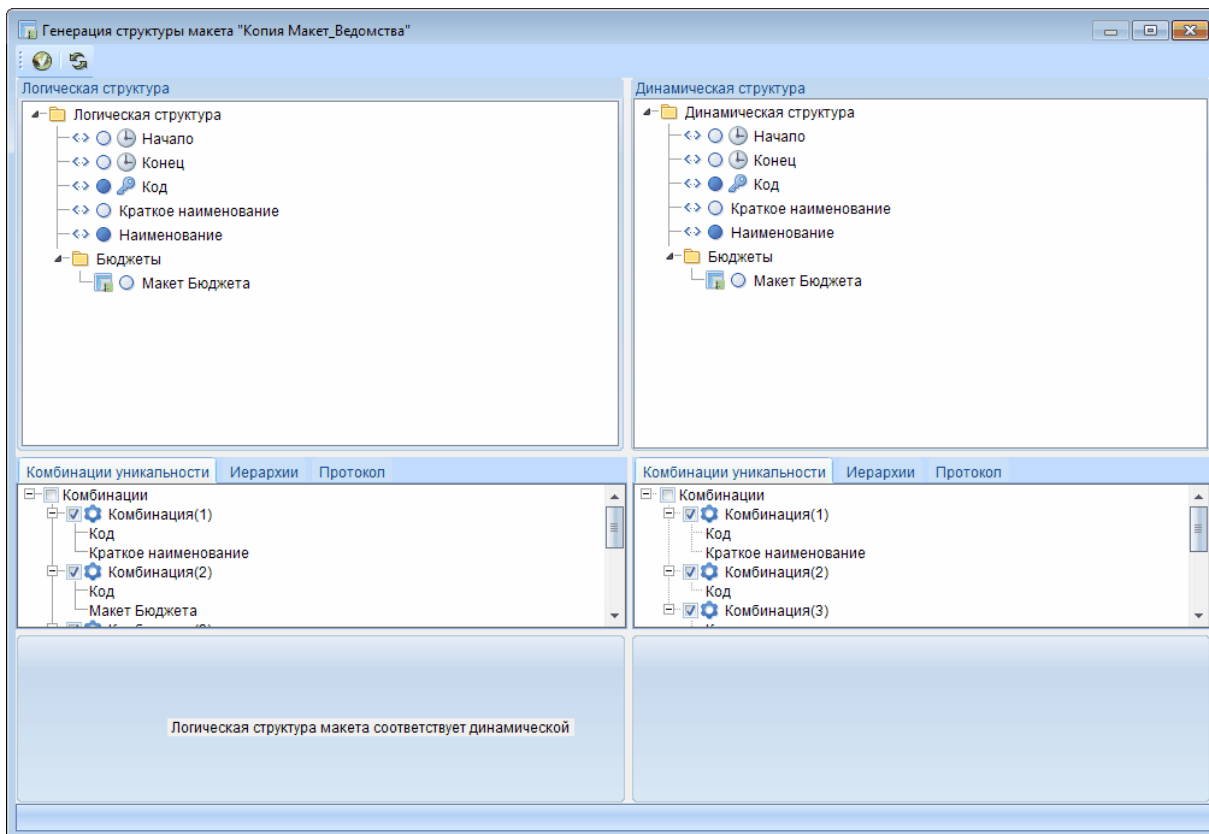 Генерация структуры макета "Копия Макет_Ведомства"
Логическая структура
Логическая структура
Начало
Конец
Код
Краткое наименование
Наименование
Бюджеты
Макет Бюджета
Динамическая структура
Динамическая структура
Начало
Конец
Код
Краткое наименование
Наименование
Бюджеты
Макет Бюджета
Комбинации уникальности Иерархии Протокол
Комбинации
Комбинация(1)
Код
Краткое наименование
Комбинация(2)
Код
Макет Бюджета
Комбинации уникальности Иерархии Протокол
Комбинации
Комбинация(1)
Код
Краткое наименование
Комбинация(2)
Код
Комбинация(3)
Логическая структура макета соответствует динамической